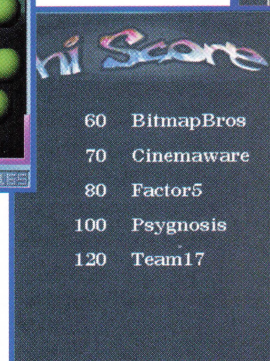 hi Score
60 BitmapBros
70 Cinemaware
80 Factor5
100 Psygnosis
120 Team17